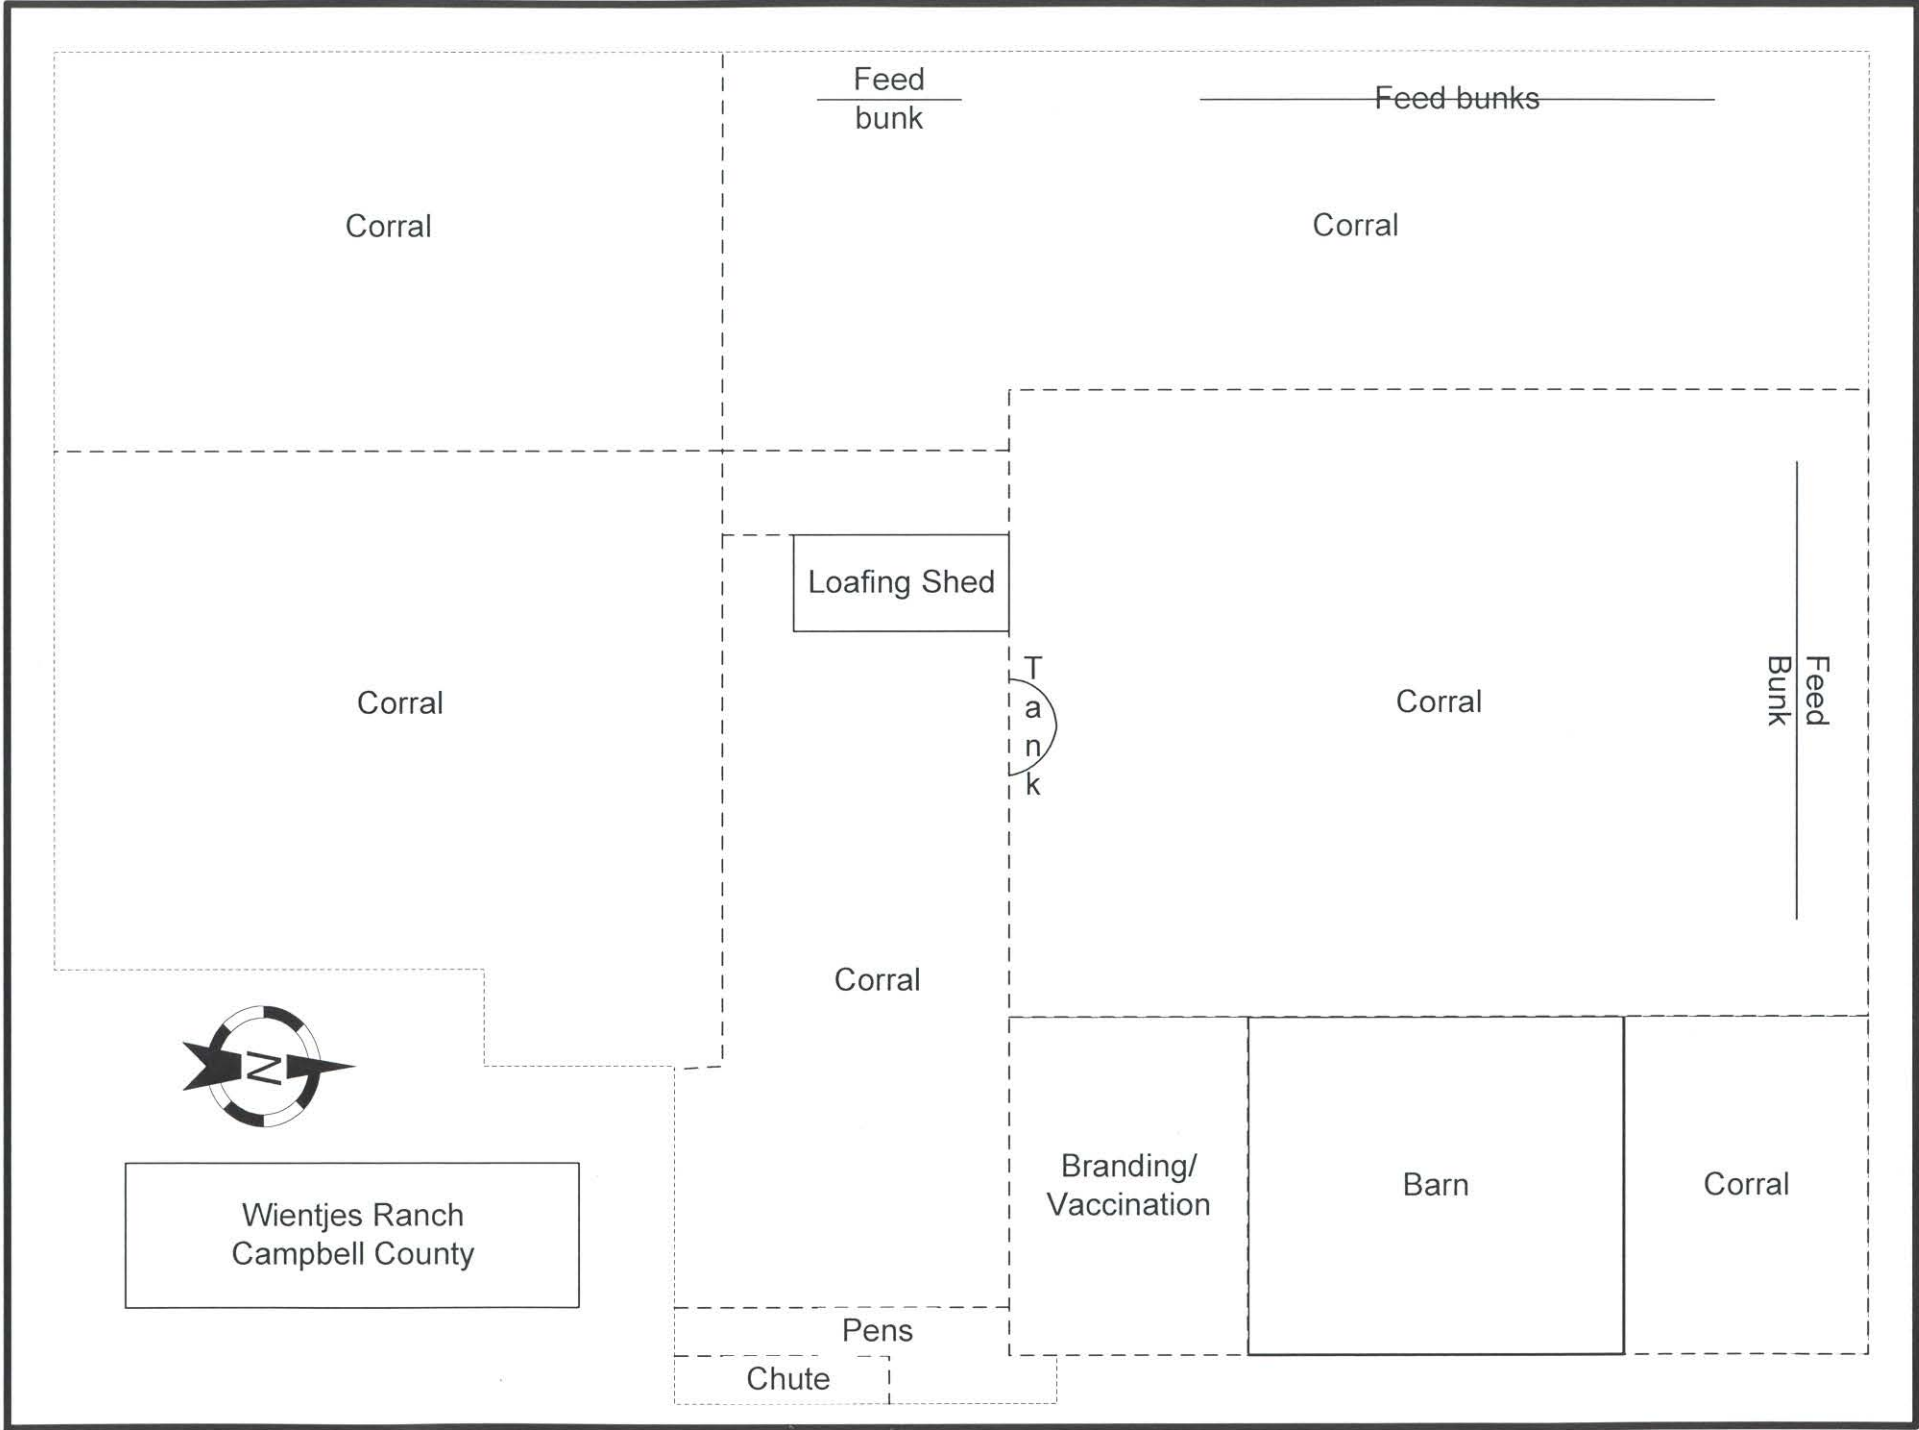 Feed
bunk
Feed bunks
Corral
Corral
Loafing Shed
Tank
Corral
Corral
Feed
Bunk
Corral
N
Branding/
Vaccination
Barn
Corral
Wientjes Ranch
Campbell County
Pens
Chute